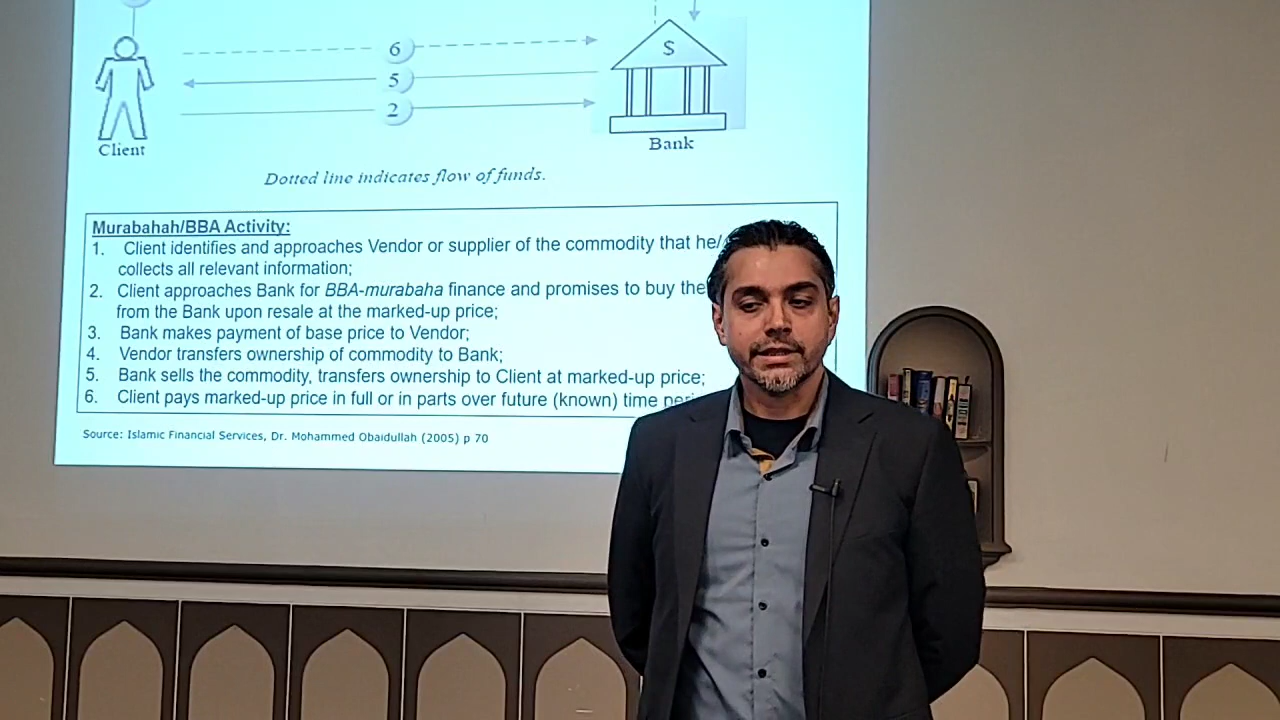 6
$
5
2
Client
Bank
Dotted line indicates flow of funds.
Murabahah/BBA Activity:
1. Client identifies and approaches Vendor or supplier of the commodity that he/
collects all relevant information;
2. Client approaches Bank for BBA-murabaha finance and promises to buy the
from the Bank upon resale at the marked-up price;
3. Bank makes payment of base price to Vendor;
4. Vendor transfers ownership of commodity to Bank;
5. Bank sells the commodity, transfers ownership to Client at marked-up price;
6. Client pays marked-up price in full or in parts over future (known) time
Source: Islamic Financial Services, Dr. Mohammed Obaidullah (2005) p 70